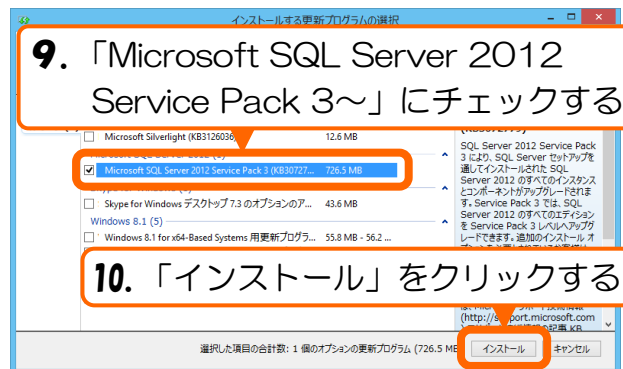 インストールする更新プログラムの選択
9. 「Microsoft SQL Server 2012
Service Pack 3～」にチェックする
Microsoft Silverlight (KB3126036) 12.6 MB
Microsoft SQL Server 2012 Service Pack 3 (KB30727... 726.5 MB
Skype for Windows デスクトップ 7.3 のオプションのア... 43.6 MB
Windows 8.1 (5)
Windows 8.1 for x64-Based Systems 用更新プログラ... 55.8 MB - 56.2 ...
SQL Server 2012 Service Pack
3 により、SQL Server セットアップを
通してインストールされた SQL
Server 2012 のすべてのインスタンス
とコンポーネントがアップグレードされま
す。Service Pack 3 では、SQL
Server 2012 のすべてのエディション
を Service Pack 3 レベルへアップグ
レードできます。追加のインストール オ
10. 「インストール」をクリックする
(http://support.microsoft.com
選択した項目の合計数: 1 個のオプションの更新プログラム (726.5 MB
インストール
キャンセル